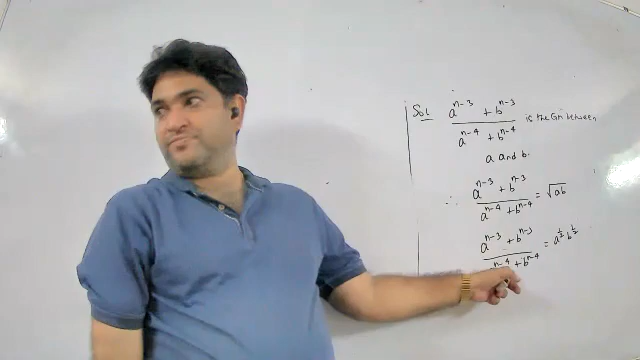 Sol a^{n-3} + b^{n-3} / a^{n-4} + b^{n-4} is the GM between
a and b.
∴ a^{n-3} + b^{n-3} / a^{n-4} + b^{n-4} = √ab
a^{n-3} + b^{n-3} / a^{n-4} + b^{n-4} = a^{1/2} b^{1/2}